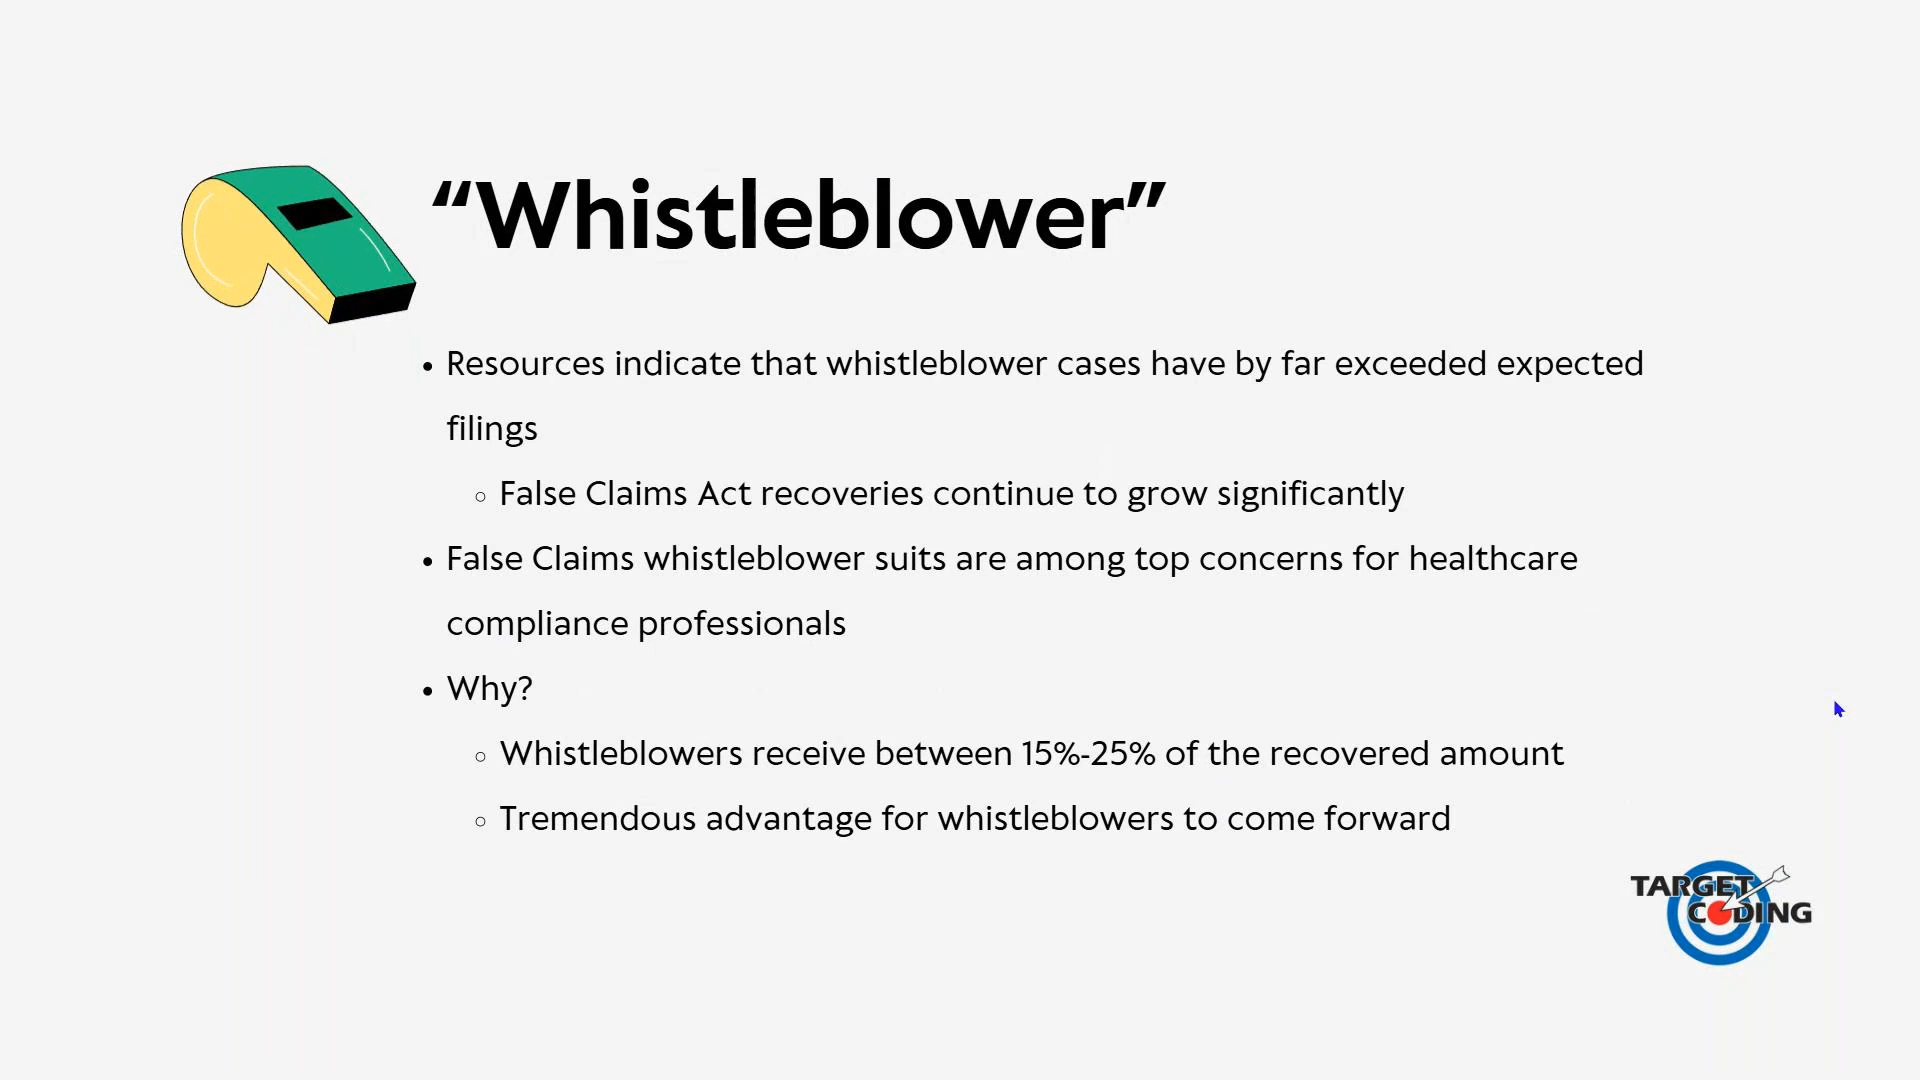 “Whistleblower”
• Resources indicate that whistleblower cases have by far exceeded expected
filings
◦ False Claims Act recoveries continue to grow significantly
• False Claims whistleblower suits are among top concerns for healthcare
compliance professionals
• Why?
◦ Whistleblowers receive between 15%-25% of the recovered amount
◦ Tremendous advantage for whistleblowers to come forward
TARGET
CODING